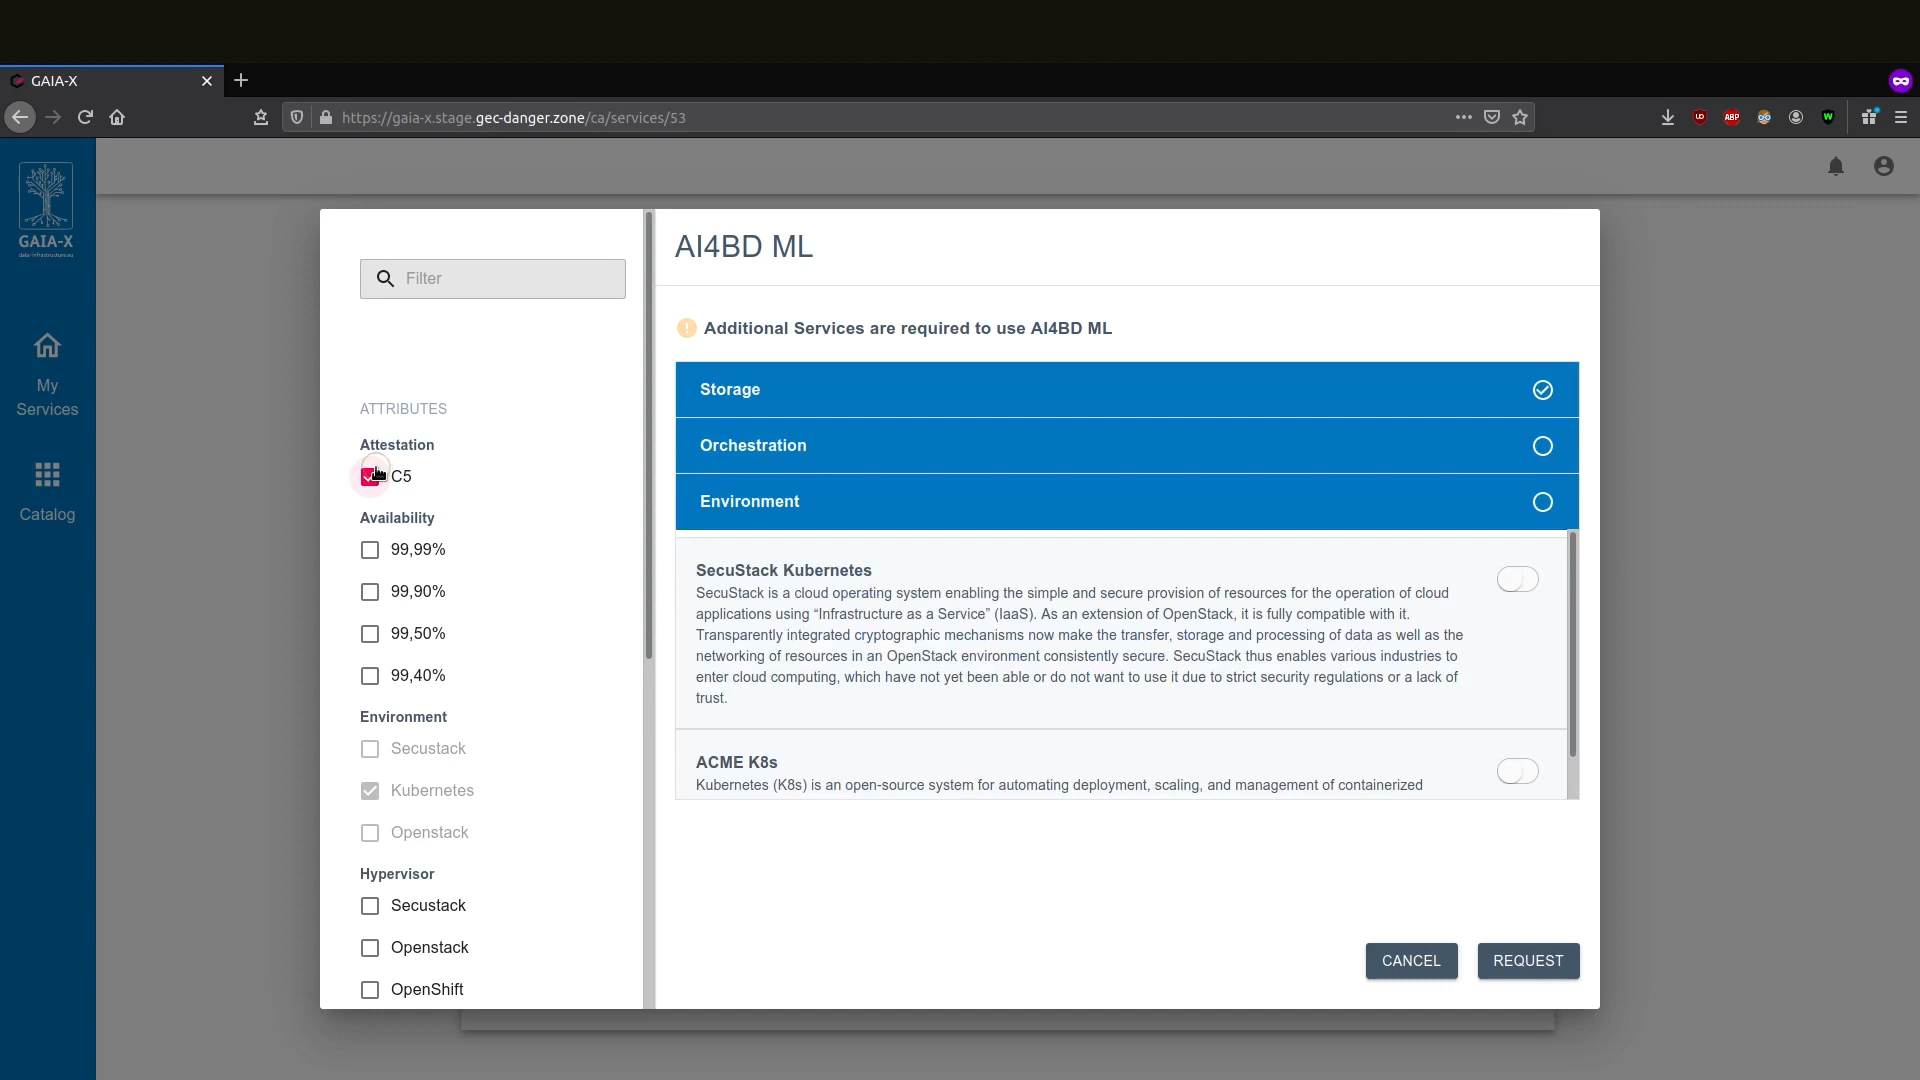 GAIA-X
https://gaia-x.stage.gec-danger.zone/ca/services/53
UD
ABP
W
GAIA-X
data-infrastructure.eu
My
Services
Catalog
Filter
ATTRIBUTES
Attestation
C5
Availability
99,99%
99,90%
99,50%
99,40%
Environment
Secustack
Kubernetes
Openstack
Hypervisor
Secustack
Openstack
OpenShift
AI4BD ML
Additional Services are required to use AI4BD ML
Storage
Orchestration
Environment
SecuStack Kubernetes
SecuStack is a cloud operating system enabling the simple and secure provision of resources for the operation of cloud
applications using “Infrastructure as a Service” (IaaS). As an extension of OpenStack, it is fully compatible with it.
Transparently integrated cryptographic mechanisms now make the transfer, storage and processing of data as well as the
networking of resources in an OpenStack environment consistently secure. SecuStack thus enables various industries to
enter cloud computing, which have not yet been able or do not want to use it due to strict security regulations or a lack of
trust.
ACME K8s
Kubernetes (K8s) is an open-source system for automating deployment, scaling, and management of containerized
CANCEL
REQUEST